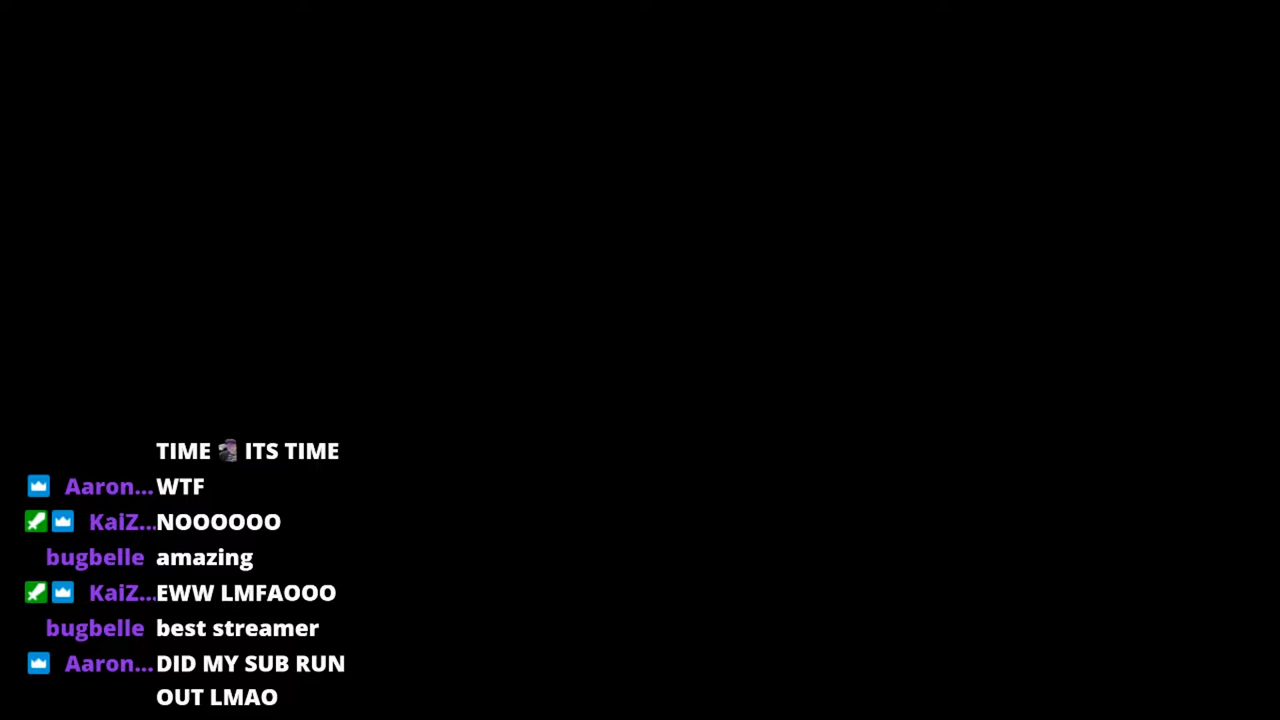 TIME ITS TIME
Aaron... WTF
KaiZ... NOOOOOO
bugbelle amazing
KaiZ... EWW LMFAOOO
bugbelle best streamer
Aaron... DID MY SUB RUN
OUT LMAO